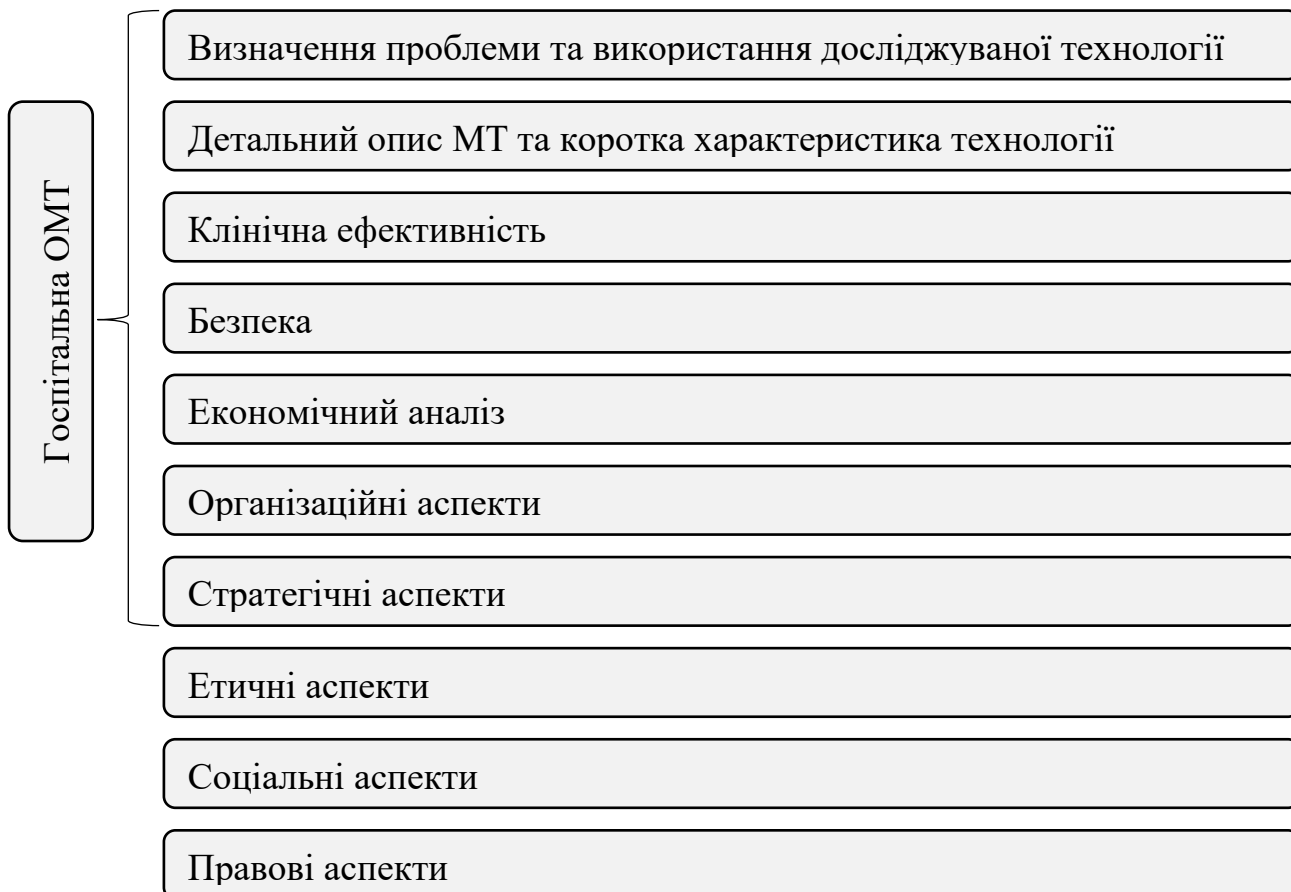 Госпітальна ОМТ
Визначення проблеми та використання досліджуваної технології
Детальний опис МТ та коротка характеристика технології
Клінічна ефективність
Безпека
Економічний аналіз
Організаційні аспекти
Стратегічні аспекти
Етичні аспекти
Соціальні аспекти
Правові аспекти